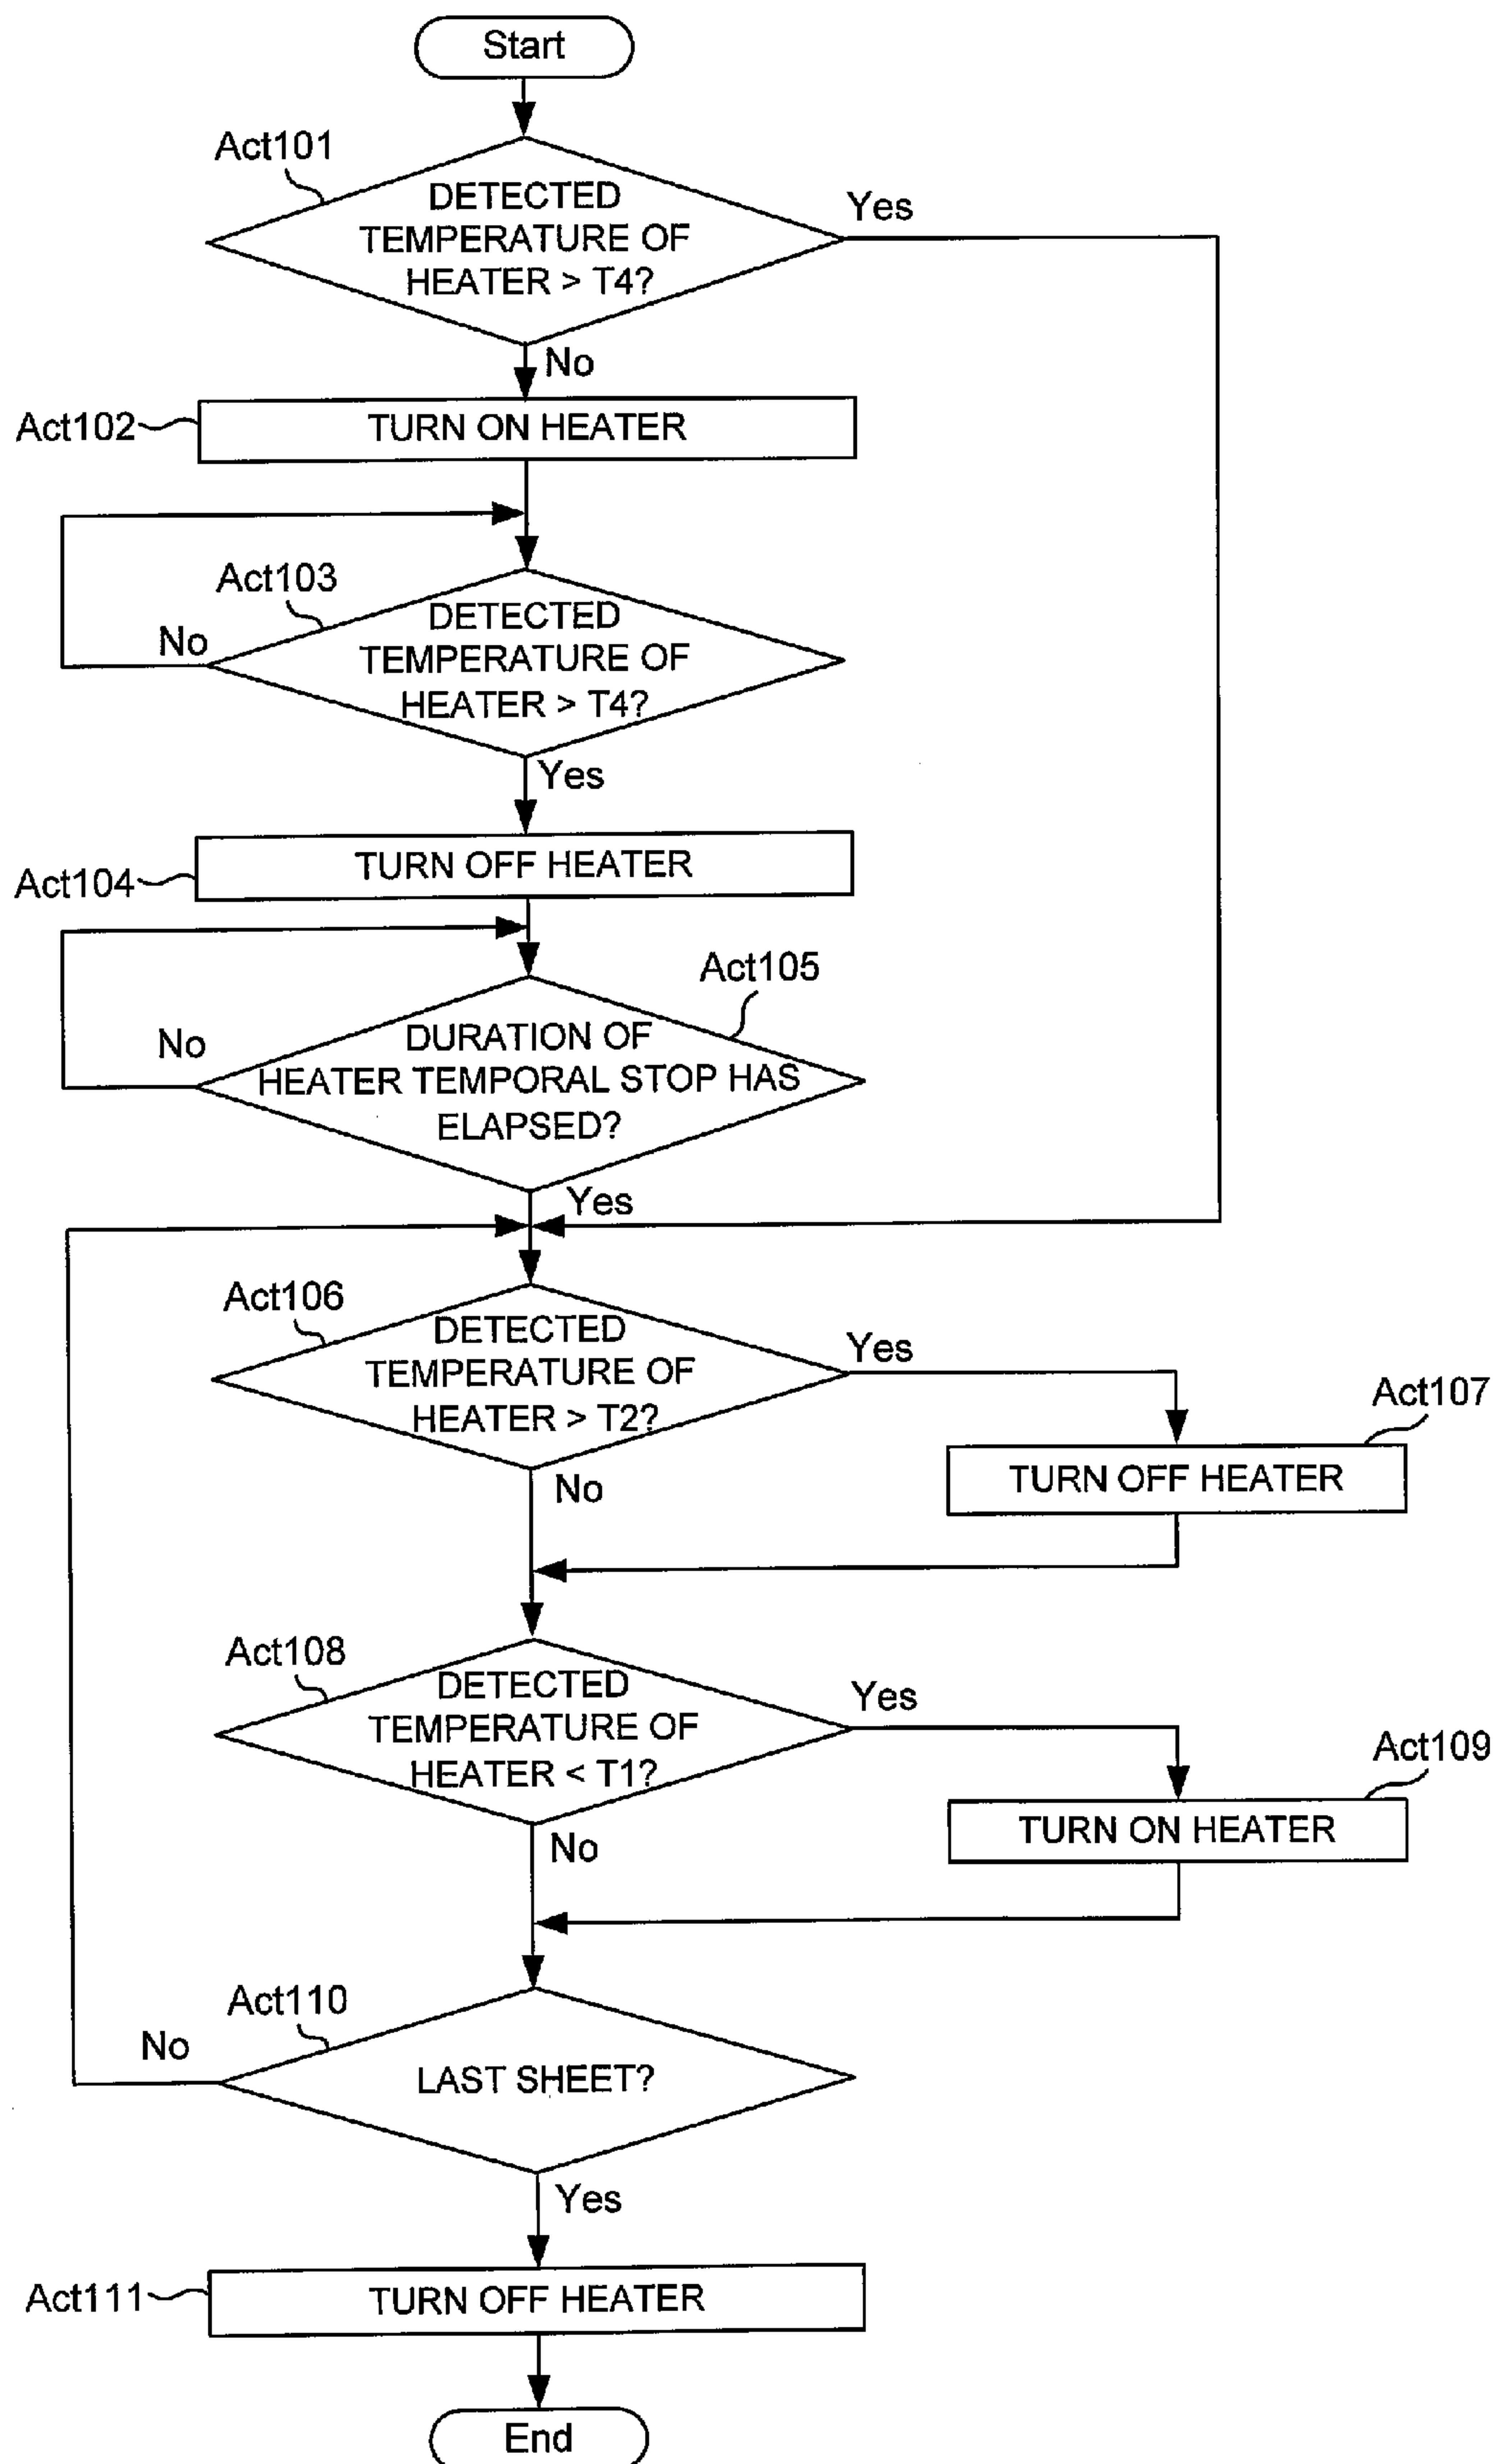 Start
Act101
DETECTED
TEMPERATURE OF
HEATER > T4?
Yes
No
Act102
TURN ON HEATER
Act103
DETECTED
TEMPERATURE OF
HEATER > T4?
No
Yes
Act104
TURN OFF HEATER
Act105
DURATION OF
HEATER TEMPORAL STOP HAS
ELAPSED?
No
Yes
Act106
DETECTED
TEMPERATURE OF
HEATER > T2?
Yes
No
Act107
TURN OFF HEATER
Act108
DETECTED
TEMPERATURE OF
HEATER < T1?
Yes
No
Act109
TURN ON HEATER
Act110
LAST SHEET?
No
Yes
Act111
TURN OFF HEATER
End